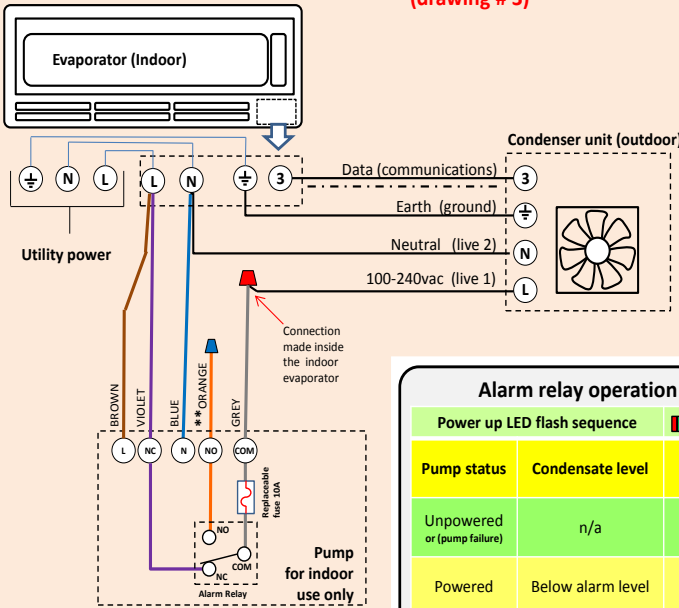 (drawing # 3)
Evaporator (Indoor)
Condenser unit (outdoor)
N
L
L
N
3
Data (communications)
3
Earth (ground)
Neutral (live 2)
N
100-240vac (live 1)
L
Utility power
Connection
made inside
the indoor
evaporator
BROWN
VIOLET
BLUE
**ORANGE
GREY
L
NC
N
NO
COM
Replaceable
fuse 10A
NO
COM
NC
Alarm Relay
Pump
for indoor
use only
Alarm relay operation
Power up LED flash sequence
Pump status
Condensate level
Unpowered
or (pump failure)
n/a
Powered
Below alarm level